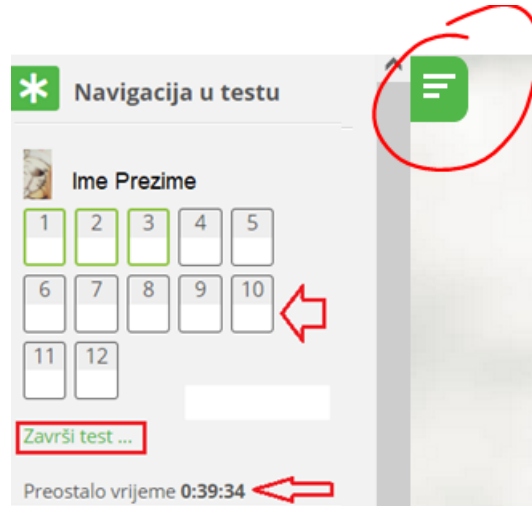 Navigacija u testu
Ime Prezime
1 2 3 4 5
6 7 8 9 10
11 12
Završi test ...
Preostalo vrijeme 0:39:34